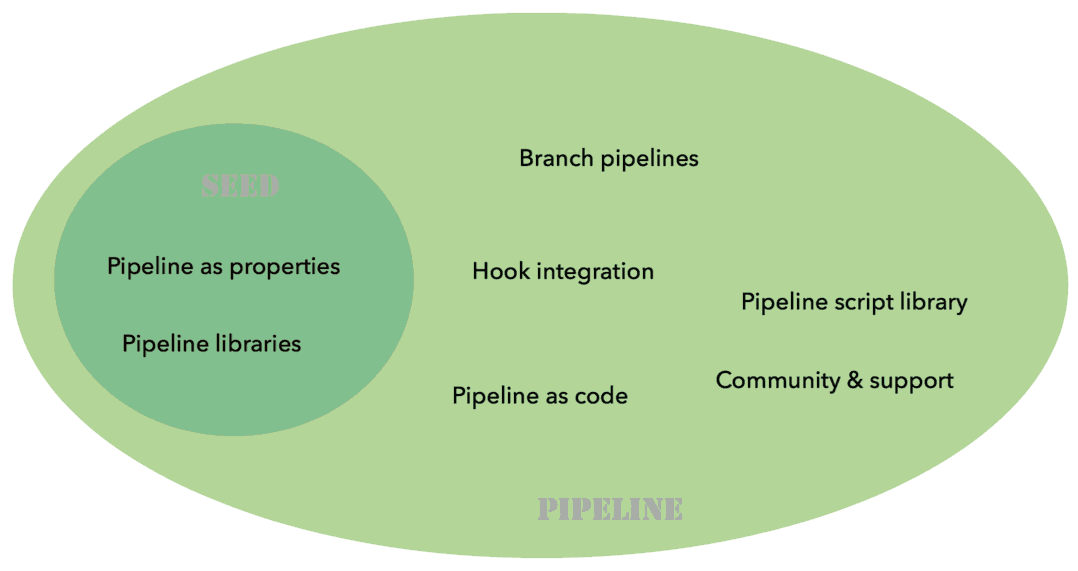 SEED
Pipeline as properties
Pipeline libraries
Branch pipelines
Hook integration
Pipeline as code
Pipeline script library
Community & support
PIPELINE